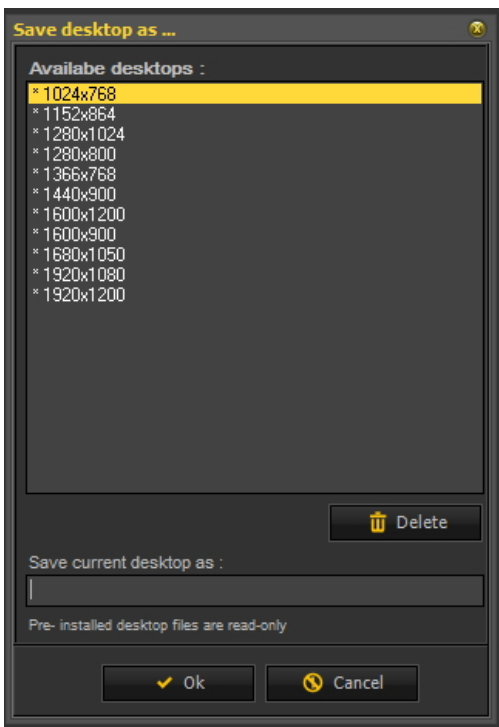 Save desktop as ...
Availabe desktops :
* 1024x768
* 1152x864
* 1280x1024
* 1280x800
* 1366x768
* 1440x900
* 1600x1200
* 1600x900
* 1680x1050
* 1920x1080
* 1920x1200
Delete
Save current desktop as :
Pre- installed desktop files are read-only
Ok Cancel